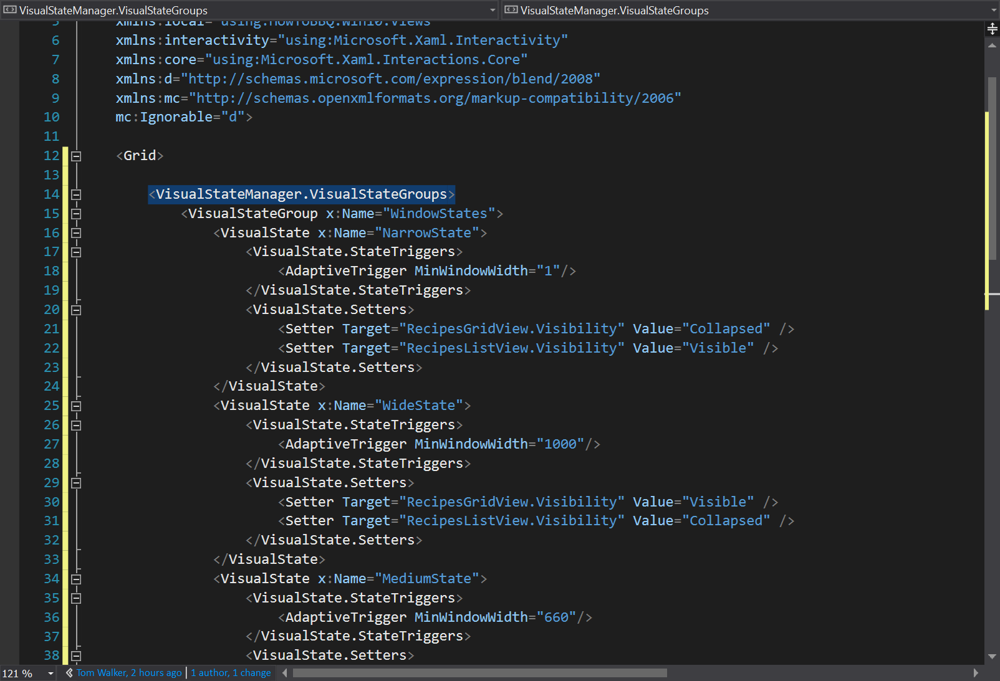 VisualStateManager.VisualStateGroups VisualStateManager.VisualStateGroups
5 xmlns:local="using:HowToBBQ.Win10.Views"
6 xmlns:interactivity="using:Microsoft.Xaml.Interactivity"
7 xmlns:core="using:Microsoft.Xaml.Interactions.Core"
8 xmlns:d="http://schemas.microsoft.com/expression/blend/2008"
9 xmlns:mc="http://schemas.openxmlformats.org/markup-compatibility/2006"
10 mc:Ignorable="d">
11
12 <Grid>
13
14 <VisualStateManager.VisualStateGroups>
15 <VisualStateGroup x:Name="WindowStates">
16 <VisualState x:Name="NarrowState">
17 <VisualState.StateTriggers>
18 <AdaptiveTrigger MinWindowWidth="1"/>
19 </VisualState.StateTriggers>
20 <VisualState.Setters>
21 <Setter Target="RecipesGridView.Visibility" Value="Collapsed" />
22 <Setter Target="RecipesListView.Visibility" Value="Visible" />
23 </VisualState.Setters>
24 </VisualState>
25 <VisualState x:Name="WideState">
26 <VisualState.StateTriggers>
27 <AdaptiveTrigger MinWindowWidth="1000"/>
28 </VisualState.StateTriggers>
29 <VisualState.Setters>
30 <Setter Target="RecipesGridView.Visibility" Value="Visible" />
31 <Setter Target="RecipesListView.Visibility" Value="Collapsed" />
32 </VisualState.Setters>
33 </VisualState>
34 <VisualState x:Name="MediumState">
35 <VisualState.StateTriggers>
36 <AdaptiveTrigger MinWindowWidth="660"/>
37 </VisualState.StateTriggers>
38 <VisualState.Setters>
121 % Tom Walker, 2 hours ago | 1 author, 1 change